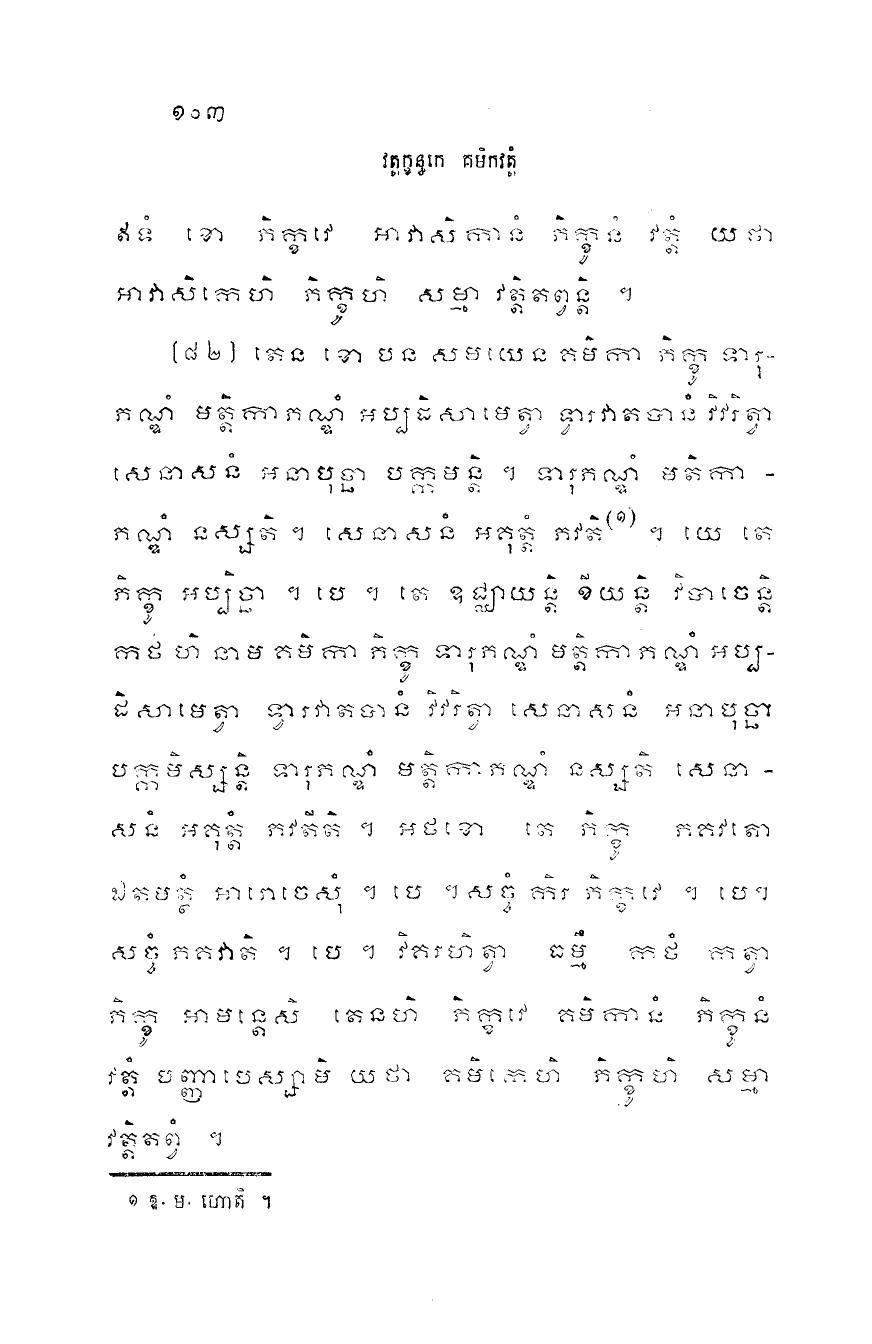 ១០៣
វត្តក្ខន្ធកេ គមិកវត្តំ
ឥទំ ខោ ភិក្ខវេ អាវាសិកានំ ភិក្ខូនំ វត្តំ យថា
អាវាសិកេហិ ភិក្ខូហិ សម្មា វត្តិតព្វន្តិ ។
(៨២) តេន ខោ បន សមយេន គមិកា ភិក្ខូ ទារុ-
ភណ្ឌំ មត្តិកាភណ្ឌំ អប្បដិសាមេត្វា ទ្វារវាតបានំ វិវរិត្វា
សេនាសនំ អនាបុច្ឆា បក្កមន្តិ ។ ទារុភណ្ឌំ មតិកា -
ភណ្ឌំ នស្សតិ ។ សេនាសនំ អគុត្តំ ភវតិ(១) ។ យេ តេ
ភិក្ខូ អប្បិច្ឆា ។ បេ ។ តេ ឧជ្ឈាយន្តិ ខីយន្តិ វិបាចេន្តិ
កថំ ហិ នាម គមិកា ភិក្ខូ ទារុភណ្ឌំ មត្តិកាភណ្ឌំ អប្ប-
ដិសាមេត្វា ទ្វារវាតបានំ វិវរិត្វា សេនាសនំ អនាបុច្ឆា
បក្កមិស្សន្តិ ទារុភណ្ឌំ មត្តិកាភណ្ឌំ នស្សតិ សេនា -
សនំ អគុត្តំ ភវតីតិ ។ អថខោ តេ ភិក្ខូ ភគវតោ
ឯតមត្ថំ អារោចេសុំ ។ បេ ។ សច្ចំ កិរ ភិក្ខវេ ។ បេ។
សច្ចំ ភគវាតិ ។ បេ ។ វិគរហិត្វា ធម្មឹ កថំ កត្វា
ភិក្ខូ អាមន្តេសិ តេនហិ ភិក្ខវេ គមិកានំ ភិក្ខូនំ
វត្តំ បញ្ញាបេស្សាមិ យថា គមិកេហិ ភិក្ខូហិ សម្មា
វត្តិតព្វំ ។
១ ឱ. ម. ហោតិ ។